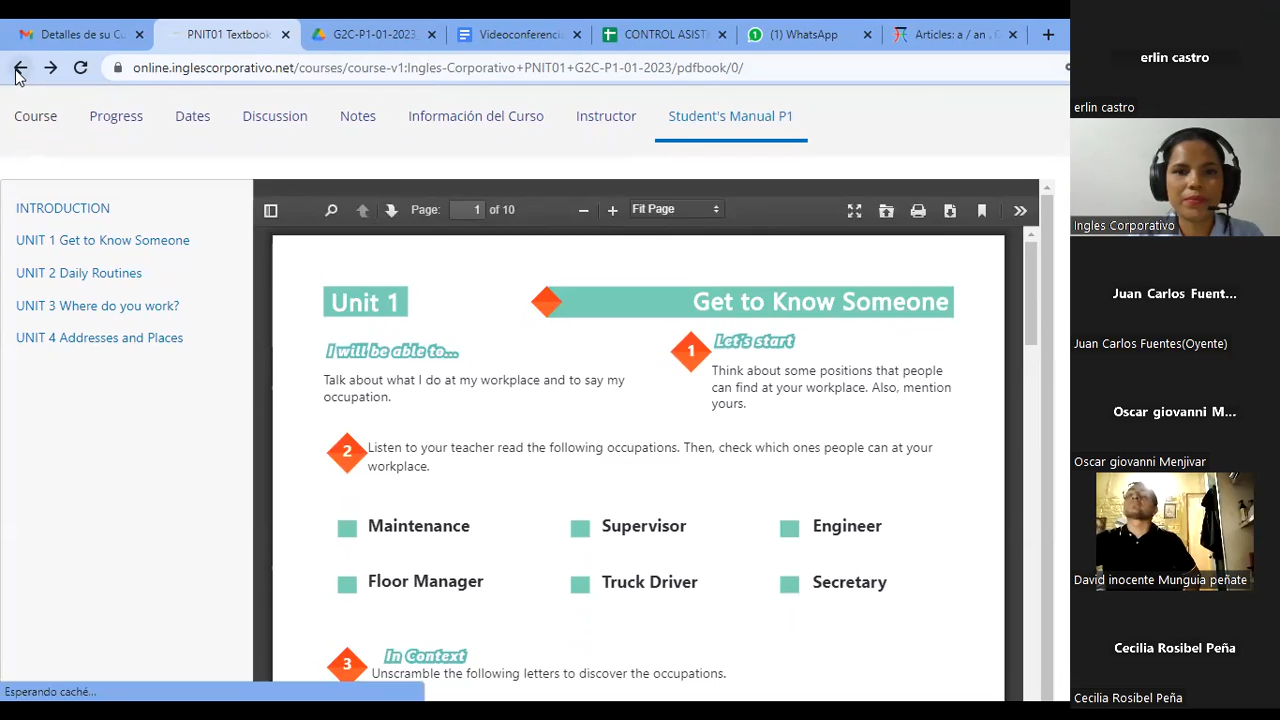 Detalles de su Cu
PNIT01 Textbook
G2C-P1-01-2023
Videoconferencia
CONTROL ASIST
(1) WhatsApp
Articles: a / an
online.inglescorporativo.net/courses/course-v1:Ingles-Corporativo+PNIT01+G2C-P1-01-2023/pdfbook/0/
Course
Progress
Dates
Discussion
Notes
Información del Curso
Instructor
Student's Manual P1
INTRODUCTION
UNIT 1 Get to Know Someone
UNIT 2 Daily Routines
UNIT 3 Where do you work?
UNIT 4 Addresses and Places
Page: 1 of 10
Fit Page
Unit 1
Get to Know Someone
I will be able to...
Talk about what I do at my workplace and to say my
occupation.
1
Let's start
Think about some positions that people
can find at your workplace. Also, mention
yours.
2
Listen to your teacher read the following occupations. Then, check which ones people can at your
workplace.
Maintenance
Supervisor
Engineer
Floor Manager
Truck Driver
Secretary
3
In Context
Unscramble the following letters to discover the occupations.
Esperando caché...
erlin castro
erlin castro
Ingles Corporativo
Juan Carlos Fuent...
Juan Carlos Fuentes(Oyente)
Oscar giovanni M...
Oscar giovanni Menjivar
David inocente Munguia peñate
Cecilia Rosibel Peña
Cecilia Rosibel Peña